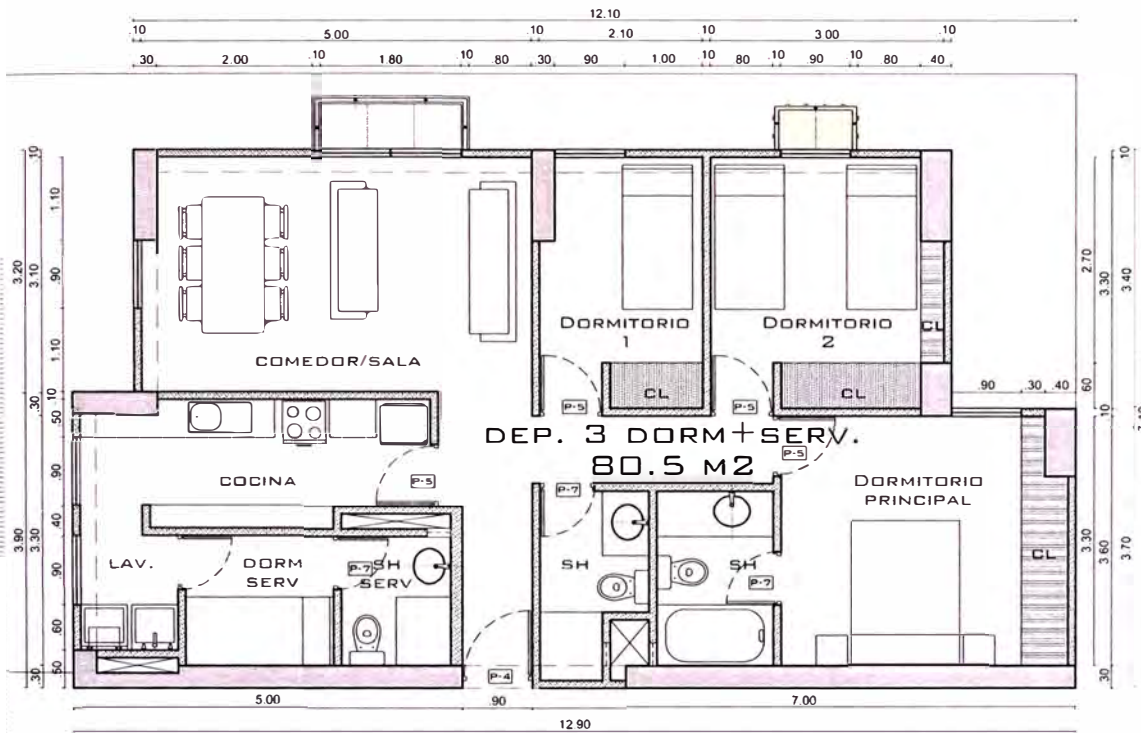 12.10
.10 5.00 .10 2.10 .10 3.00 .10
.30 2.00 .10 1.80 .10 .80 .30 .90 1.00 .10 .80 .10 .90 .10 .80 .40
.10
1.10
3.20
3.10
.90
1.10
.10
.30
.50
.90
.40
3.90
3.30
.90
.60
.50
.30
COMEDOR/SALA
DORMITORIO
1
DORMITORIO
2
CL
CL
CL
P-5
P-5
DEP. 3 DORM+SERV.
80.5 M2
P-5
COCINA
P-5
P-7
DORMITORIO
PRINCIPAL
CL
LAV.
DORM
SERV
P-7
SH
SERV
SH
SH
P-7
P-4
.10
2.70
3.30
3.40
.60
.90 .30 .40
.10
3.30
3.60
3.70
.30
.10
5.00 .90 7.00
12.90